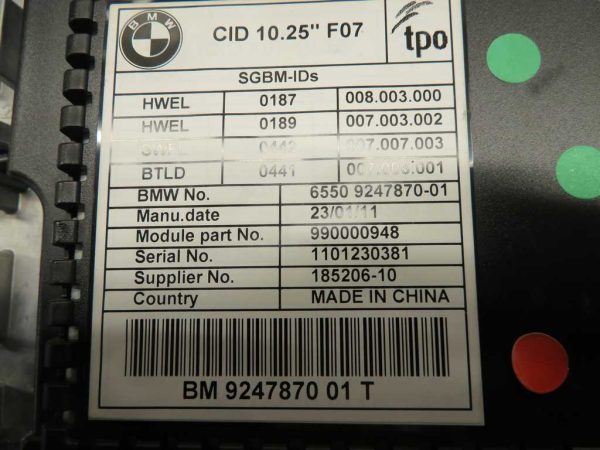 BMW
CID 10.25" F07
tpo
SGBM-IDs
HWEL 0187 008.003.000
HWEL 0189 007.003.002
SWFL 007.007.003
BTLD 0441
BMW No. 6550 9247870-01
Manu.date 23/01/11
Module part No. 990000948
Serial No. 1101230381
Supplier No. 185206-10
Country MADE IN CHINA
BM 9247870 01 T